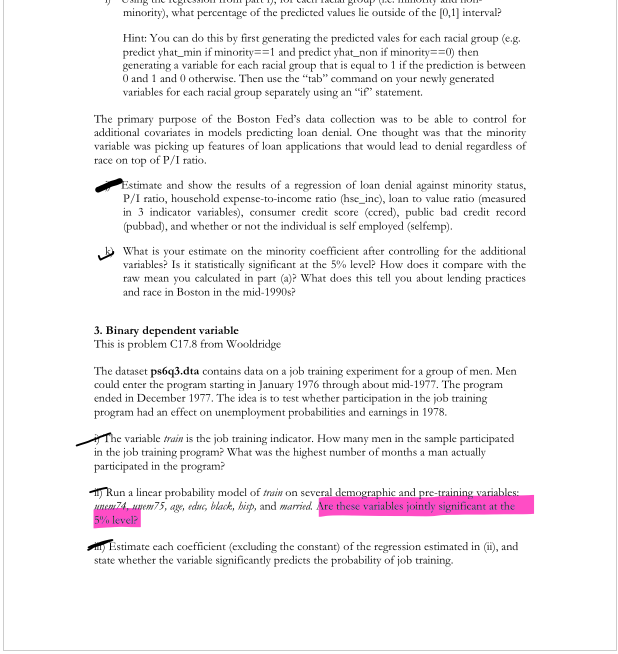 Using the regression from part i), for each racial group (i.e. minority and non-
minority), what percentage of the predicted values lie outside of the [0,1] interval?
Hint: You can do this by first generating the predicted vales for each racial group (e.g.
predict yhat_min if minority==1 and predict yhat_non if minority==0) then
generating a variable for each racial group that is equal to 1 if the prediction is between
0 and 1 and 0 otherwise. Then use the “tab” command on your newly generated
variables for each racial group separately using an “if” statement.
The primary purpose of the Boston Fed’s data collection was to be able to control for
additional covariates in models predicting loan denial. One thought was that the minority
variable was picking up features of loan applications that would lead to denial regardless of
race on top of P/I ratio.
Estimate and show the results of a regression of loan denial against minority status,
P/I ratio, household expense-to-income ratio (hse_inc), loan to value ratio (measured
in 3 indicator variables), consumer credit score (ccred), public bad credit record
(pubbad), and whether or not the individual is self employed (selfemp).
k) What is your estimate on the minority coefficient after controlling for the additional
variables? Is it statistically significant at the 5% level? How does it compare with the
raw mean you calculated in part (a)? What does this tell you about lending practices
and race in Boston in the mid-1990s?
3. Binary dependent variable
This is problem C17.8 from Wooldridge
The dataset ps6q3.dta contains data on a job training experiment for a group of men. Men
could enter the program starting in January 1976 through about mid-1977. The program
ended in December 1977. The idea is to test whether participation in the job training
program had an effect on unemployment probabilities and earnings in 1978.
i) The variable train is the job training indicator. How many men in the sample participated
in the job training program? What was the highest number of months a man actually
participated in the program?
ii) Run a linear probability model of train on several demographic and pre-training variables:
unem74, unem75, age, educ, black, hisp, and married. Are these variables jointly significant at the
5% level?
iii) Estimate each coefficient (excluding the constant) of the regression estimated in (ii), and
state whether the variable significantly predicts the probability of job training.